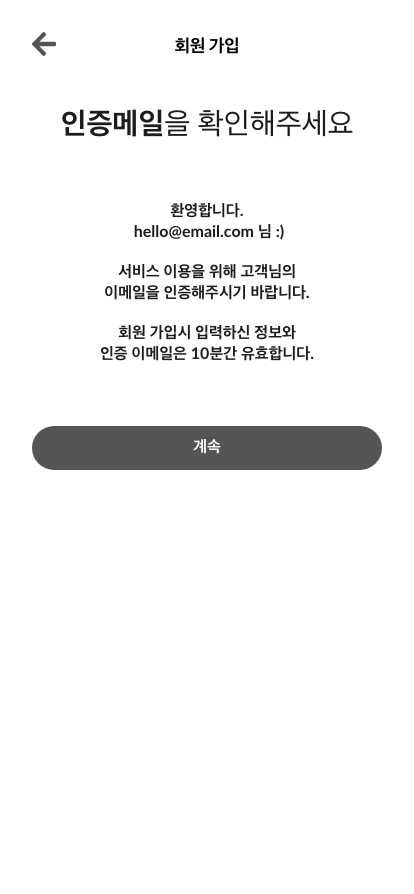 회원 가입
인증메일을 확인해주세요
환영합니다.
hello@email.com 님 :)
서비스 이용을 위해 고객님의
이메일을 인증해주시기 바랍니다.
회원 가입시 입력하신 정보와
인증 이메일은 10분간 유효합니다.
계속